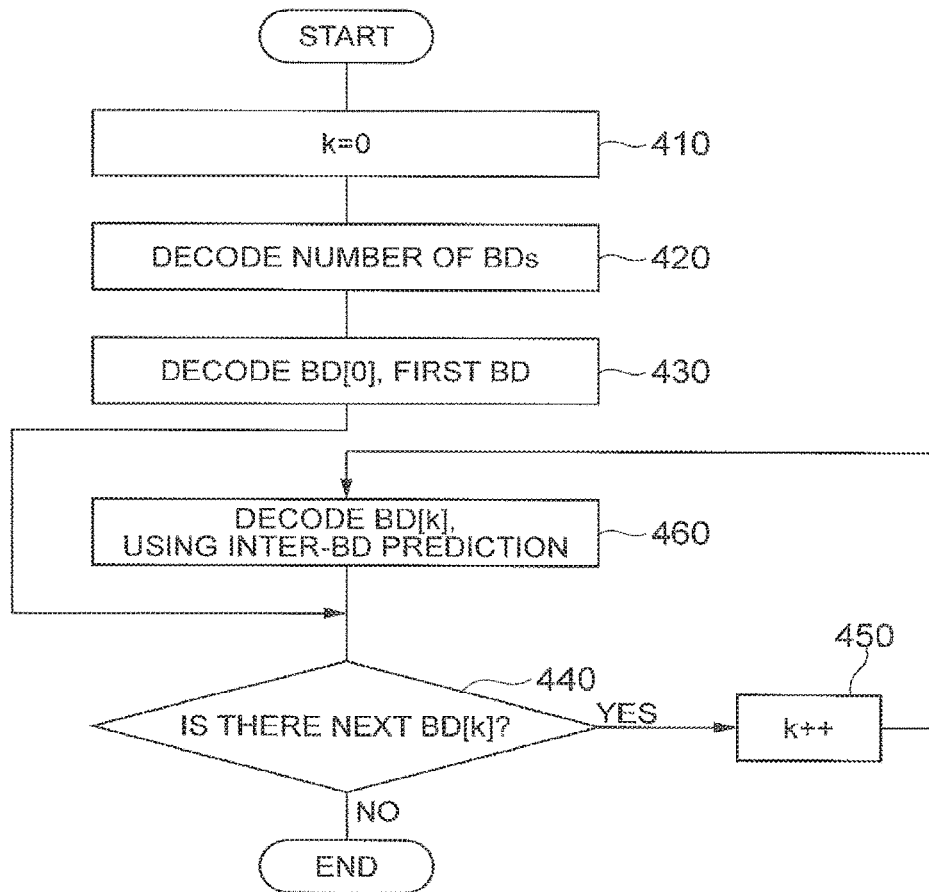 START
k=0
410
DECODE NUMBER OF BDs
420
DECODE BD[0], FIRST BD
430
DECODE BD[k],
USING INTER-BD PREDICTION
460
440
IS THERE NEXT BD[k]?
YES
450
k++
NO
END